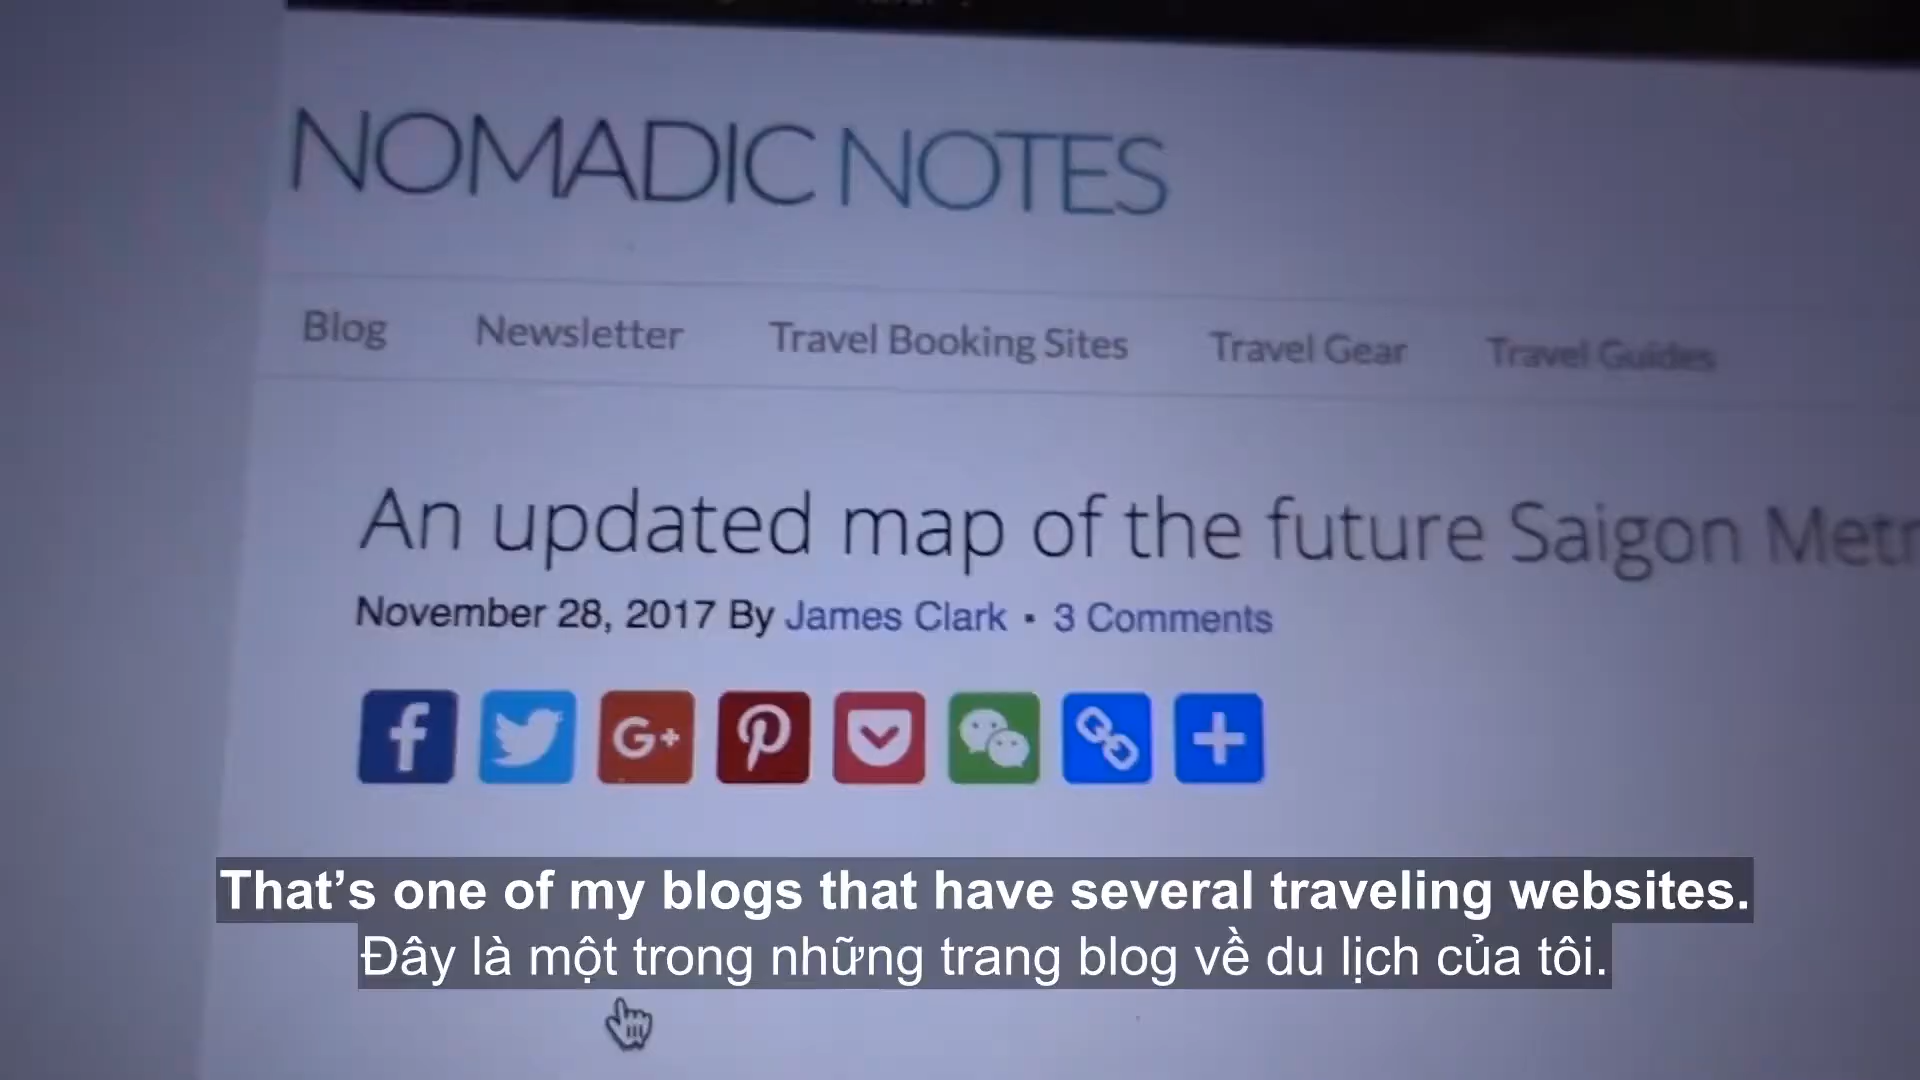 NOMADIC NOTES
Blog Newsletter Travel Booking Sites Travel Gear Travel Guides
An updated map of the future Saigon
November 28, 2017 By James Clark • 3 Comments
G+
That’s one of my blogs that have several traveling websites.
Đây là một trong những trang blog về du lịch của tôi.